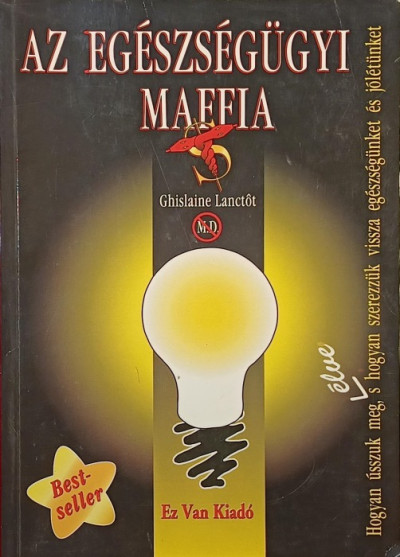 AZ EGÉSZSÉGÜGYI
MAFFIA
Ghislaine Lanctôt
M.D.
Hogyan ússzuk meg, s hogyan szerezzük vissza egészségünket és jólétünket
élve
Best-
seller
Ez Van Kiadó